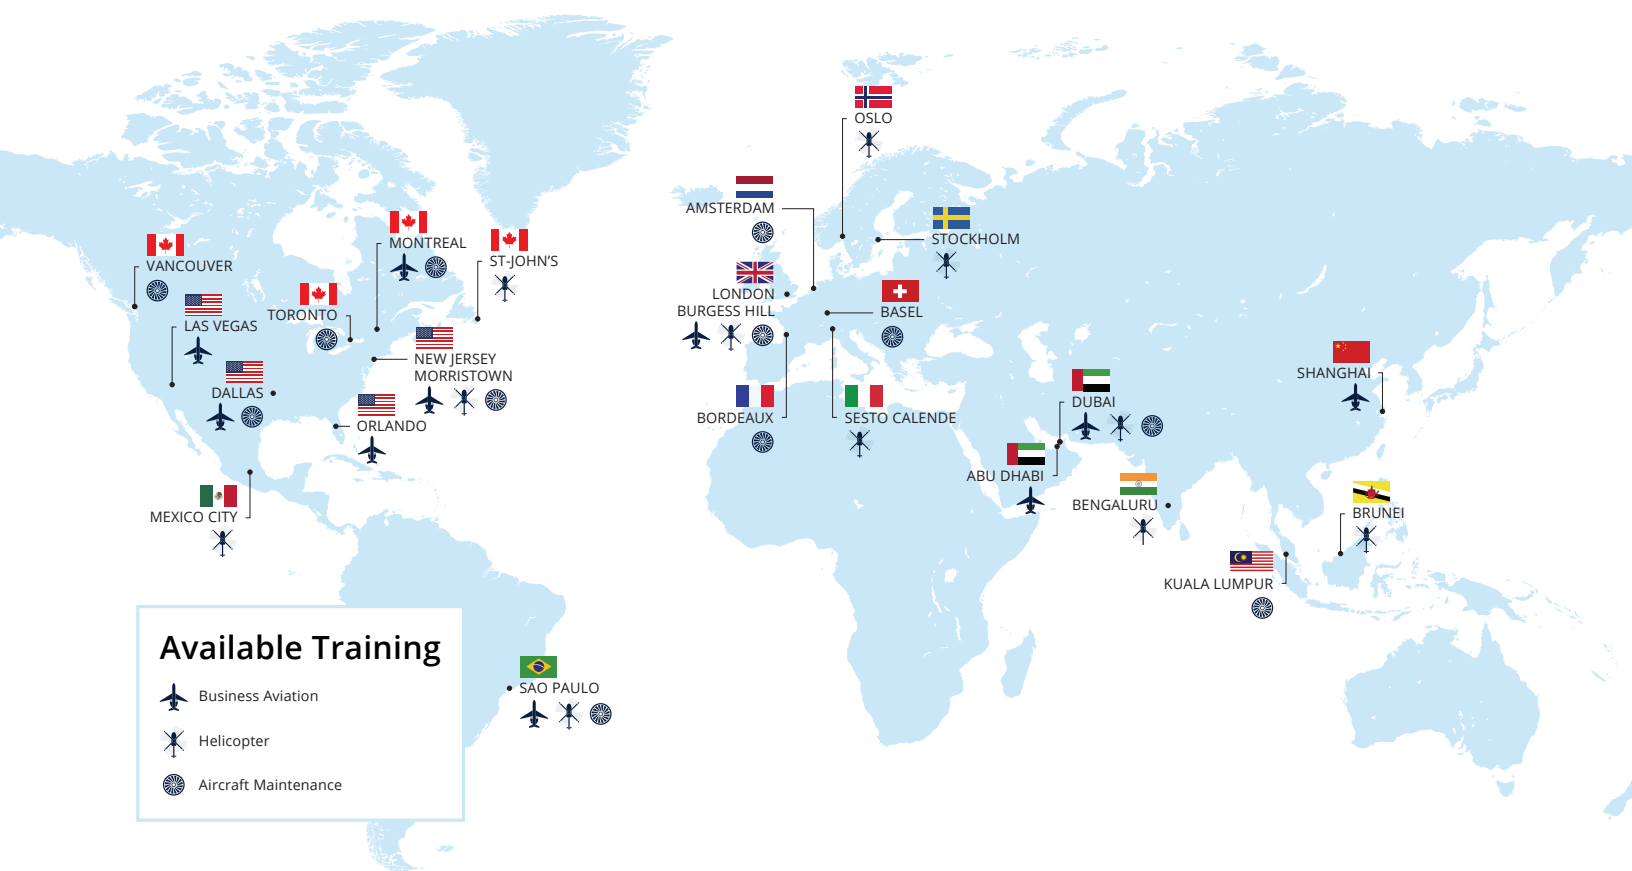 OSLO
AMSTERDAM
STOCKHOLM
MONTREAL
ST-JOHN'S
VANCOUVER
LONDON
BURGESS HILL
BASEL
TORONTO
LAS VEGAS
NEW JERSEY
MORRISTOWN
SHANGHAI
DALLAS
DUBAI
BORDEAUX
SESTO CALENDE
ORLANDO
ABU DHABI
BENGALURU
BRUNEI
MEXICO CITY
KUALA LUMPUR
SAO PAULO
Available Training
Business Aviation
Helicopter
Aircraft Maintenance